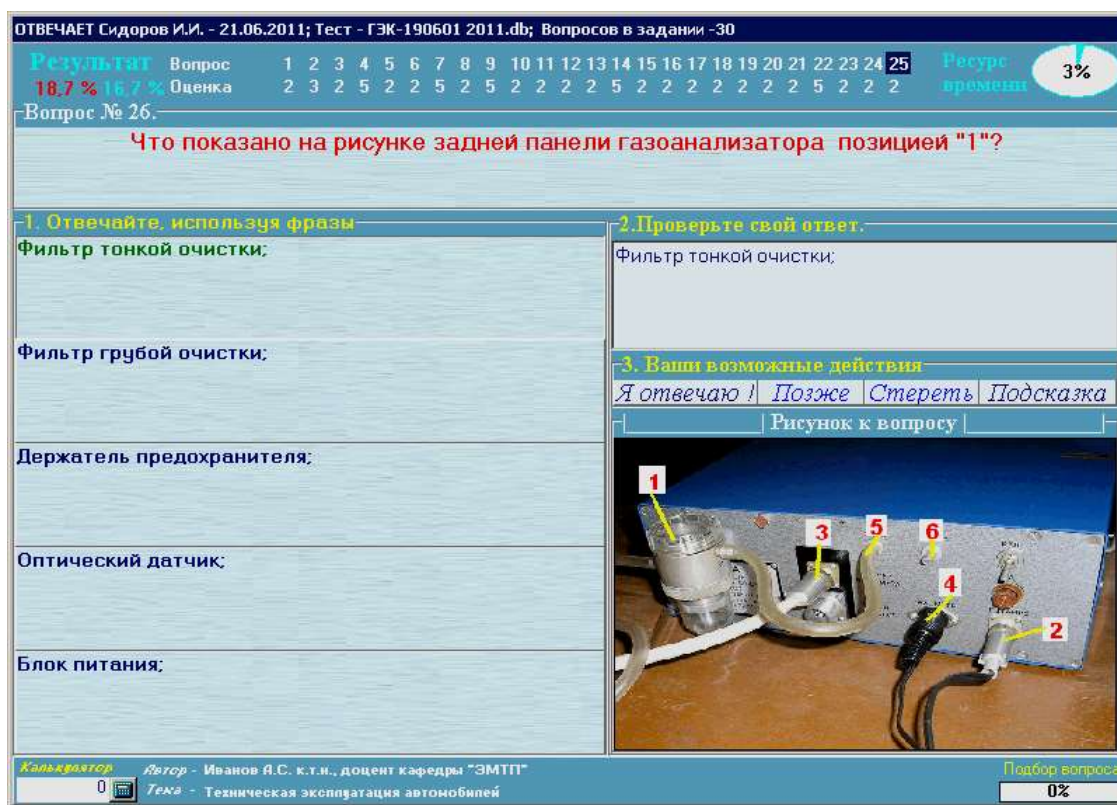 ОТВЕЧАЕТ Сидоров И.И. - 21.06.2011; Тест - ГЭК-190601 2011.db; Вопросов в задании -30
Результат Вопрос 1 2 3 4 5 6 7 8 9 10 11 12 13 14 15 16 17 18 19 20 21 22 23 24 25 Ресурс
18,7 % 16,7 % Оценка 2 3 2 5 2 2 5 2 5 2 2 2 2 5 2 2 2 2 2 2 2 5 2 2 2 времени 3%
Вопрос № 26.
Что показано на рисунке задней панели газоанализатора позицией "1"?
1. Отвечайте, используя фразы
Фильтр тонкой очистки;
Фильтр грубой очистки;
Держатель предохранителя;
Оптический датчик;
Блок питания;
2.Проверьте свой ответ.
Фильтр тонкой очистки;
3. Ваши возможные действия
Я отвечаю ! Позже Стереть Подсказка
Рисунок к вопросу
1
3
5
6
4
2
Калькулятор
0
Автор - Иванов А.С. к.т.н., доцент кафедры "ЭМТП"
Тема - Техническая эксплуатация автомобилей
Подбор вопроса
0%